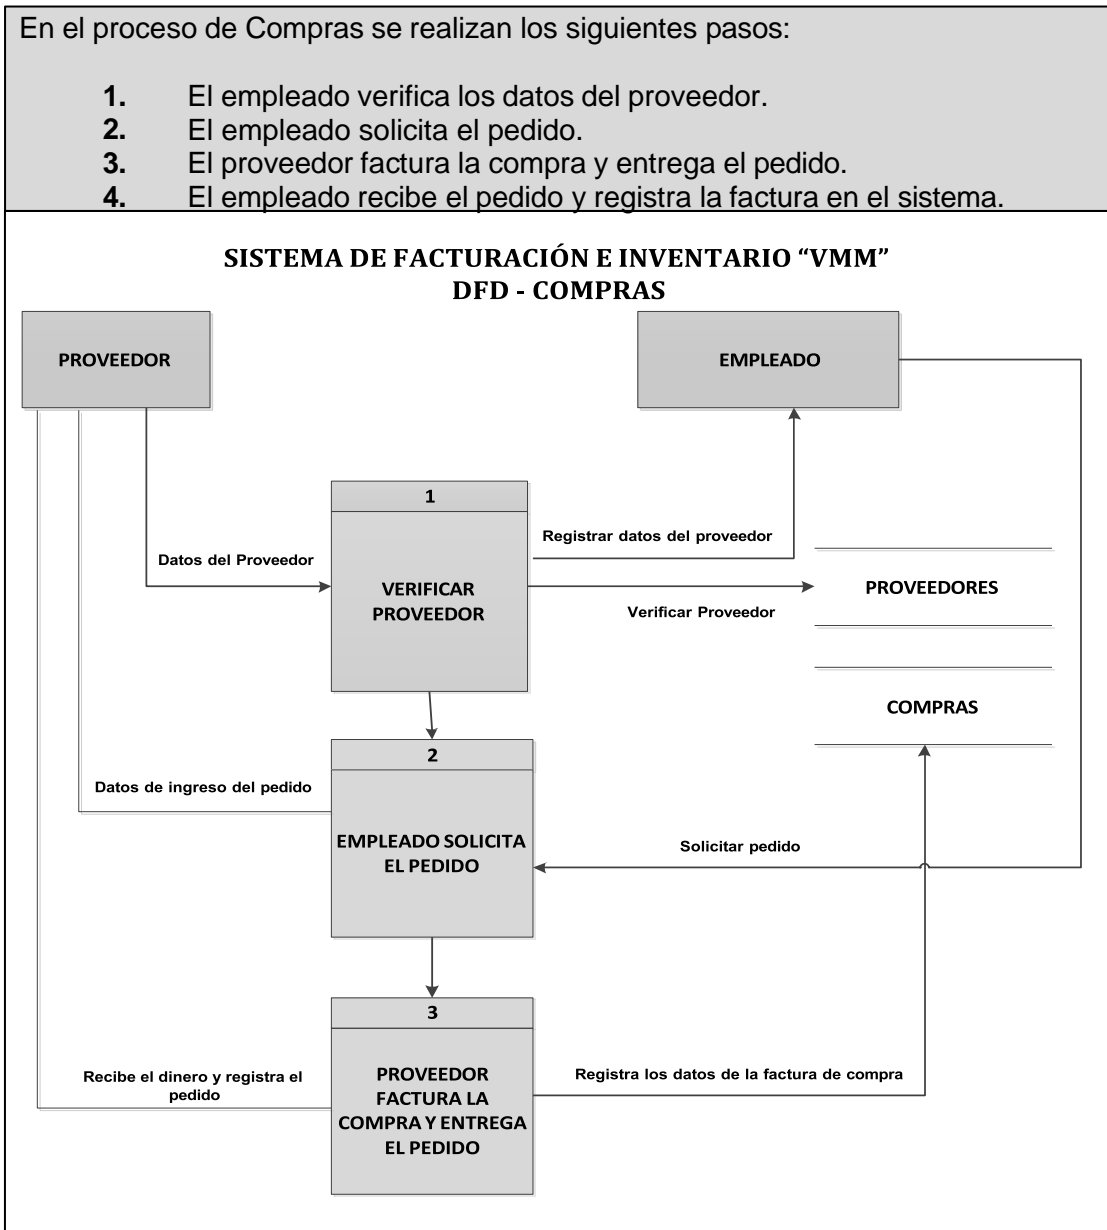 En el proceso de Compras se realizan los siguientes pasos:
1. El empleado verifica los datos del proveedor.
2. El empleado solicita el pedido.
3. El proveedor factura la compra y entrega el pedido.
4. El empleado recibe el pedido y registra la factura en el sistema.
SISTEMA DE FACTURACIÓN E INVENTARIO “VMM”
DFD - COMPRAS
PROVEEDOR
EMPLEADO
1
Registrar datos del proveedor
Datos del Proveedor
VERIFICAR
PROVEEDOR
PROVEEDORES
Verificar Proveedor
COMPRAS
2
Datos de ingreso del pedido
EMPLEADO SOLICITA
EL PEDIDO
Solicitar pedido
3
Recibe el dinero y registra el
pedido
PROVEEDOR
FACTURA LA
COMPRA Y ENTREGA
EL PEDIDO
Registra los datos de la factura de compra